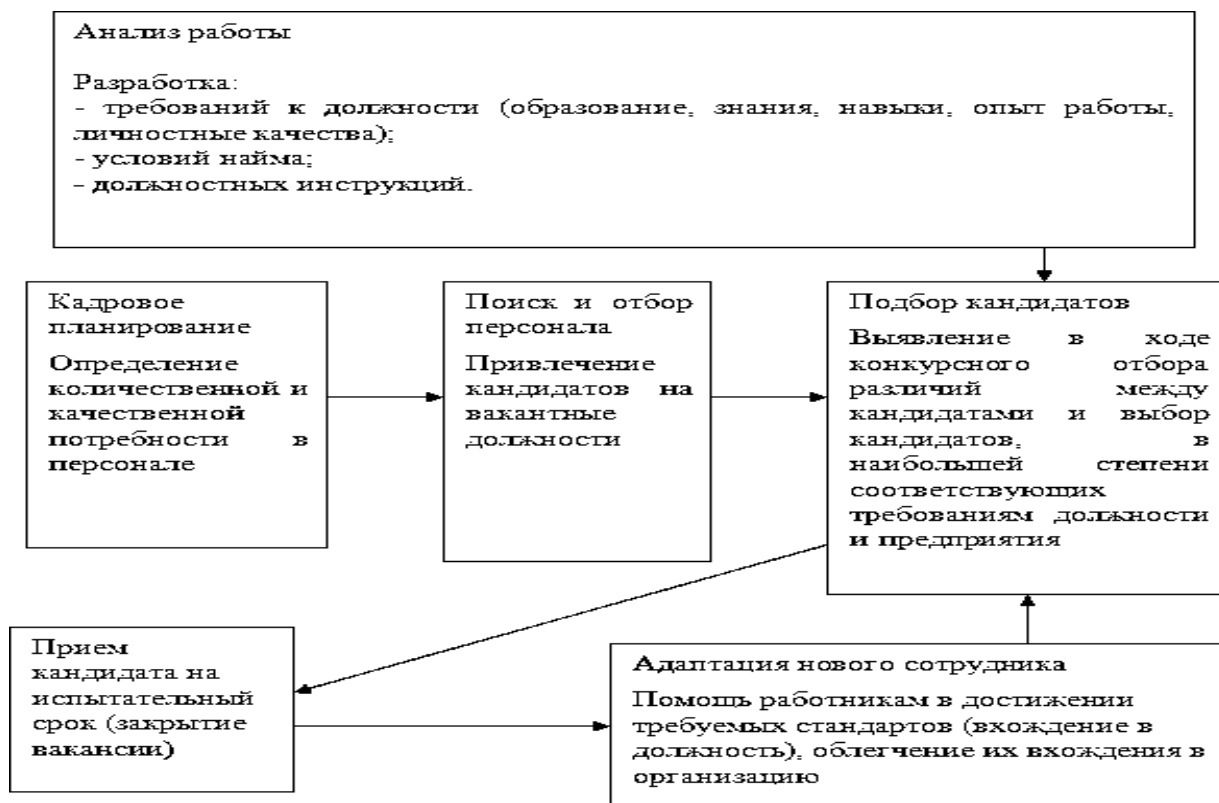 Анализ работы
Разработка:
- требований к должности (образование, знания, навыки, опыт работы,
личностные качества);
- условий найма;
- должностных инструкций.
Кадровое
планирование
Определение
количественной и
качественной
потребности в
персонале
Поиск и отбор
персонала
Привлечение
кандидатов на
вакантные
должности
Подбор кандидатов
Выявление в ходе
конкурсного отбора
различий между
кандидатами и выбор
кандидатов, в
наибольшей степени
соответствующих
требованиям должности
и предприятия
Прием
кандидата на
испытательный
срок (закрытие
вакансии)
Адаптация нового сотрудника
Помощь работникам в достижении
требуемых стандартов (вхождение в
должность), облегчение их вхождения в
организацию